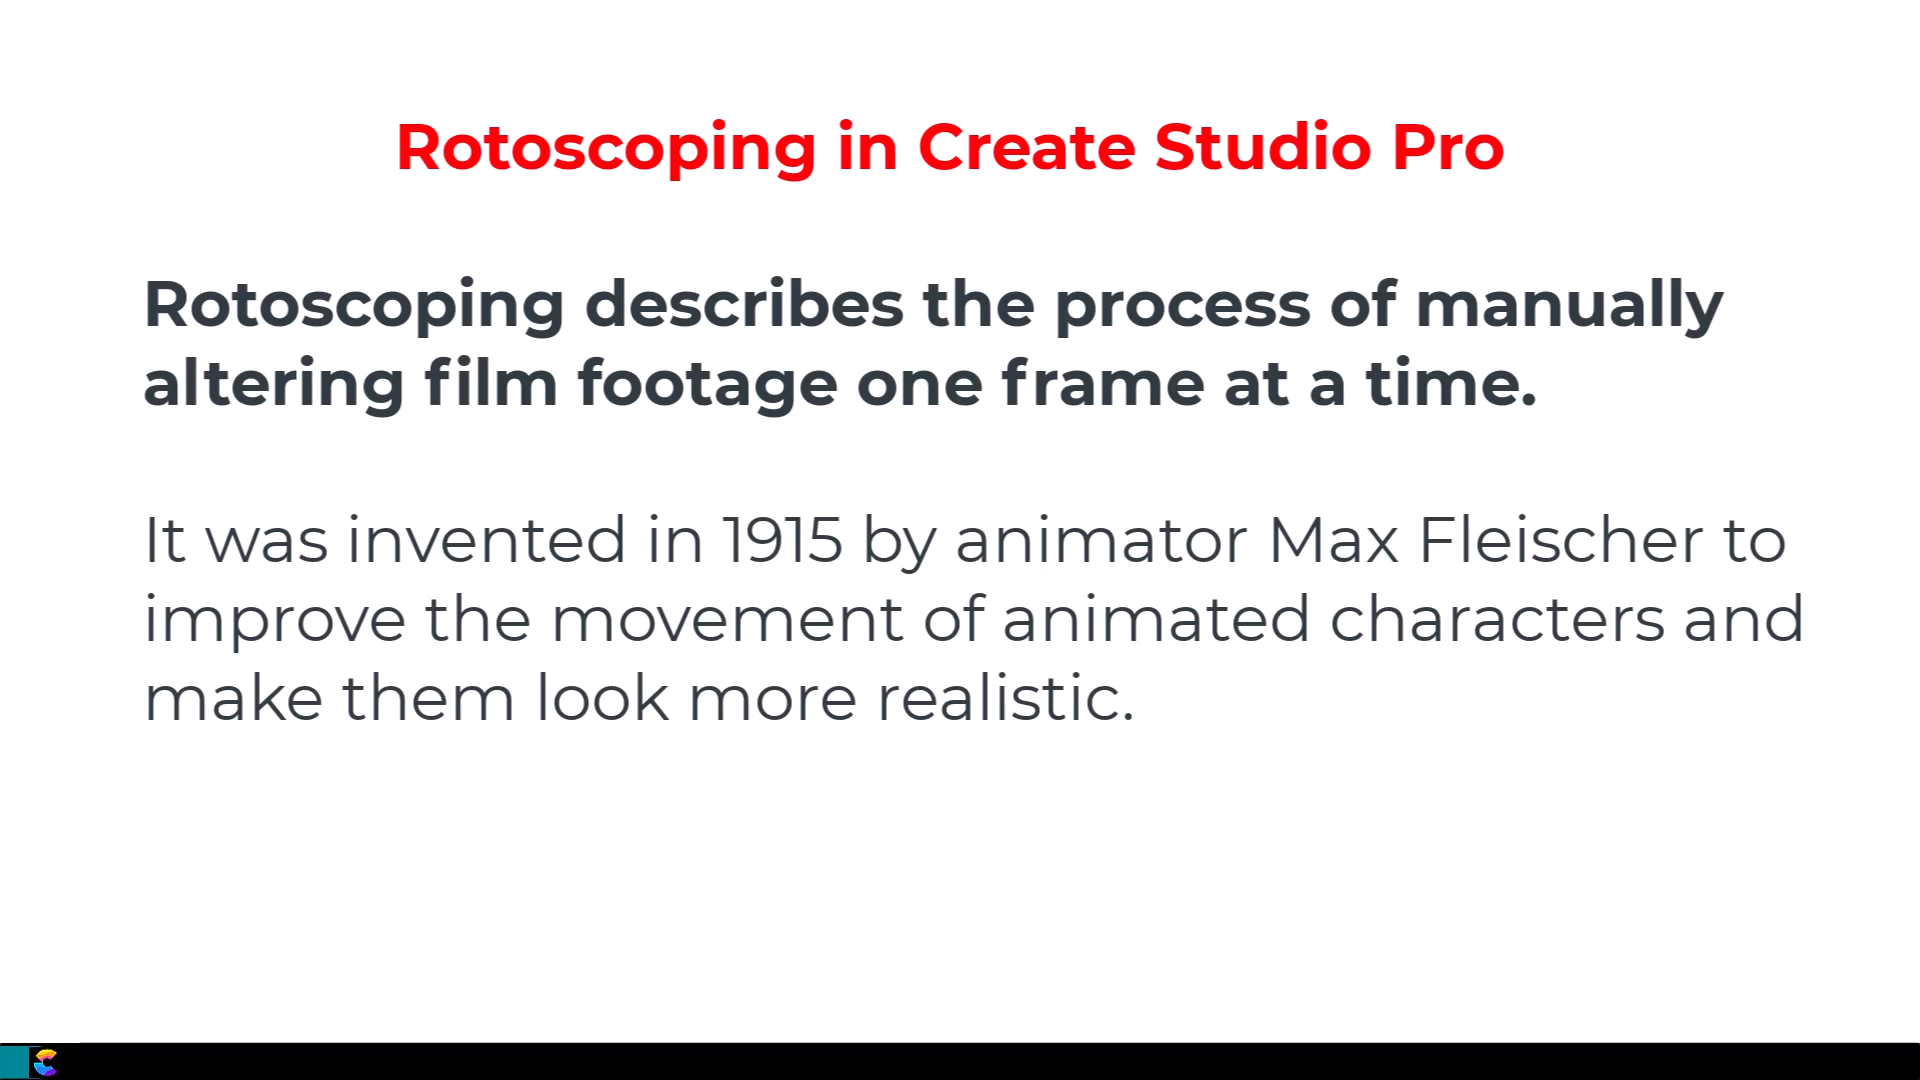 Rotoscoping in Create Studio Pro
Rotoscoping describes the process of manually
altering film footage one frame at a time.
It was invented in 1915 by animator Max Fleischer to
improve the movement of animated characters and
make them look more realistic.